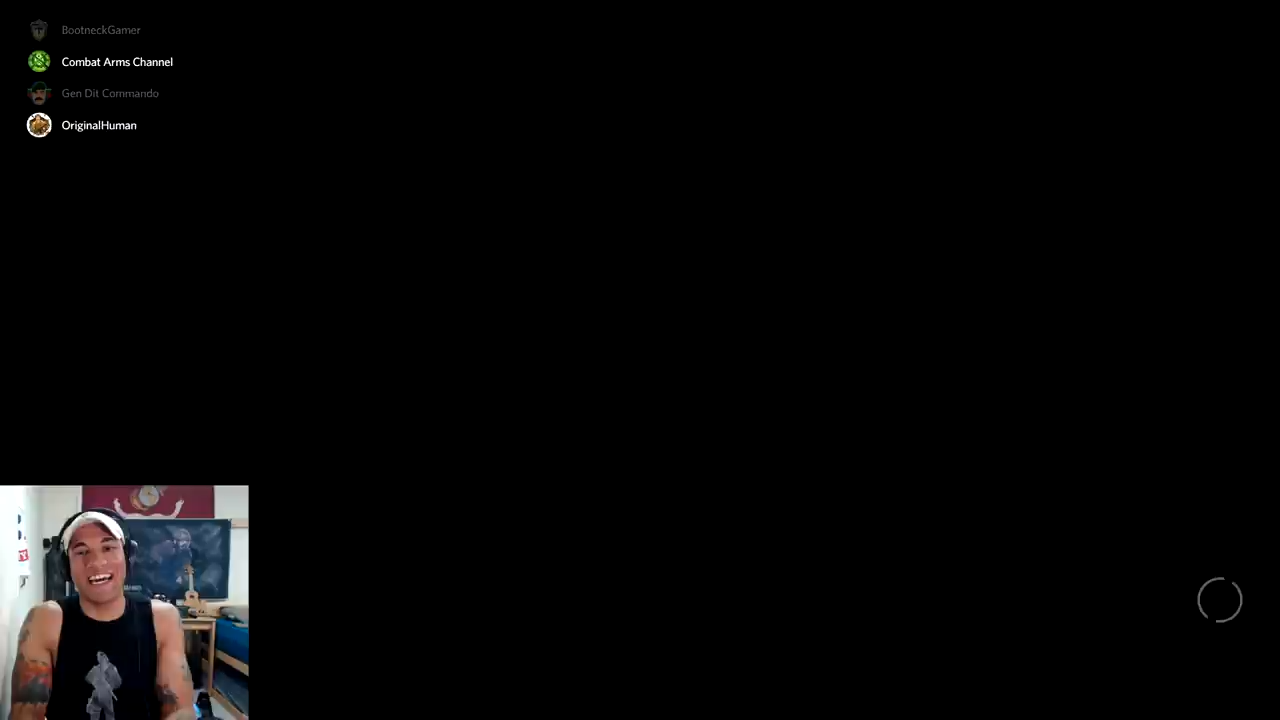 BootneckGamer
Combat Arms Channel
Gen Dit Commando
OriginalHuman